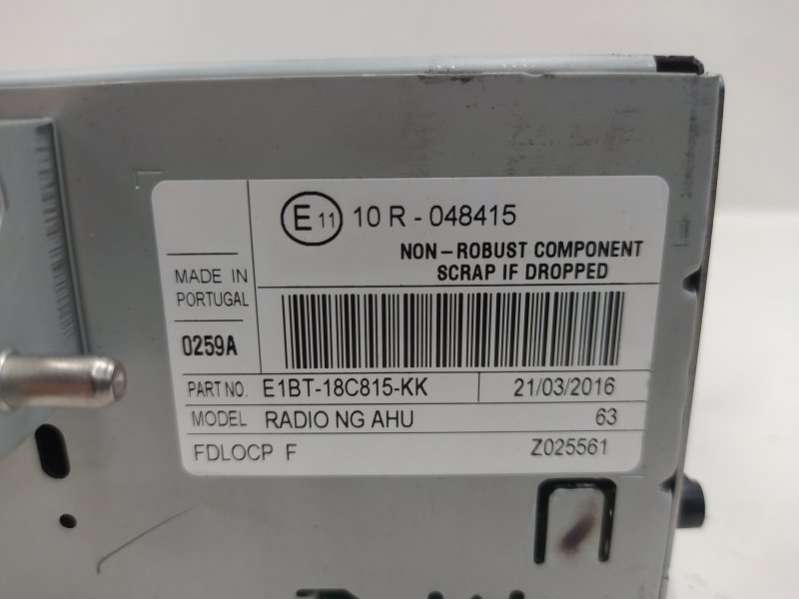 E11 10 R - 048415
NON-ROBUST COMPONENT
SCRAP IF DROPPED
MADE IN
PORTUGAL
0259A
PART NO. E1BT-18C815-KK 21/03/2016
MODEL RADIO NG AHU 63
FDLOCP F Z025561